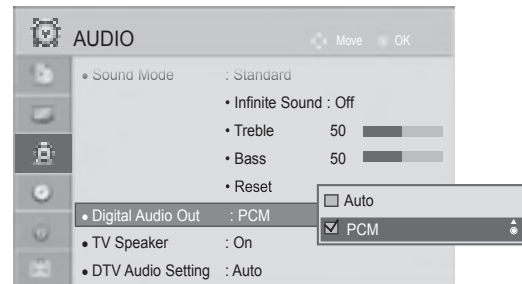 AUDIO
Move OK
• Sound Mode : Standard
• Infinite Sound : Off
• Treble 50
• Bass 50
• Reset
• Digital Audio Out : PCM
• TV Speaker : On
• DTV Audio Setting : Auto
Auto
PCM